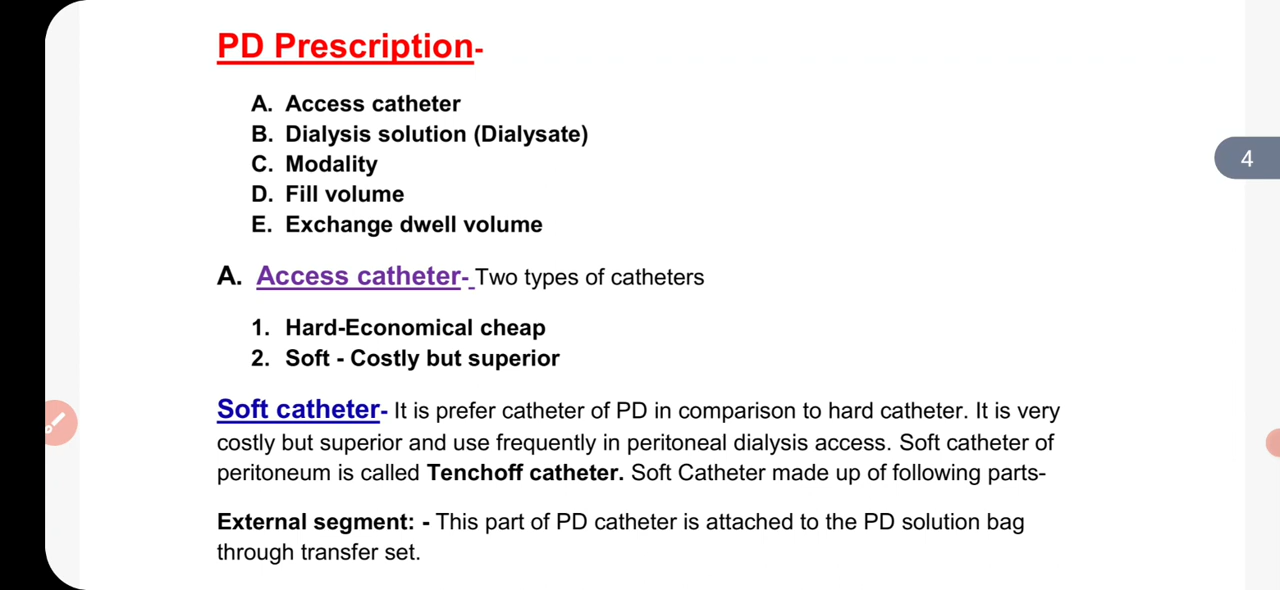 PD Prescription-
A. Access catheter
B. Dialysis solution (Dialysate)
C. Modality
D. Fill volume
E. Exchange dwell volume
4
A. Access catheter- Two types of catheters
1. Hard-Economical cheap
2. Soft - Costly but superior
Soft catheter- It is prefer catheter of PD in comparison to hard catheter. It is very
costly but superior and use frequently in peritoneal dialysis access. Soft catheter of
peritoneum is called Tenchoff catheter. Soft Catheter made up of following parts-
External segment: - This part of PD catheter is attached to the PD solution bag
through transfer set.